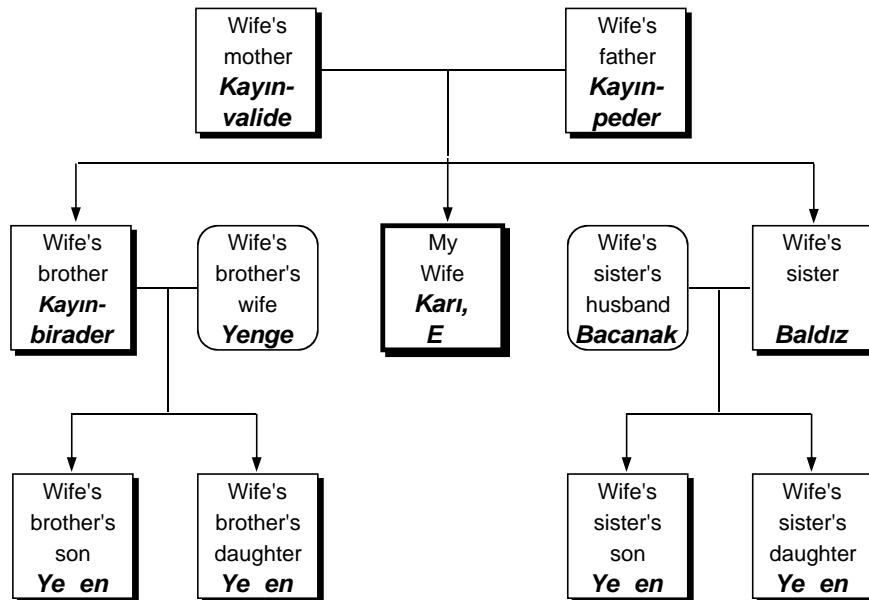 Wife's
mother
Kayın-
valide
Wife's
father
Kayın-
peder
Wife's
brother
Kayın-
birader
Wife's
brother's
wife
Yenge
My
Wife
Karı,
E
Wife's
sister's
husband
Bacanak
Wife's
sister
Baldız
Wife's
brother's
son
Ye en
Wife's
brother's
daughter
Ye en
Wife's
sister's
son
Ye en
Wife's
sister's
daughter
Ye en